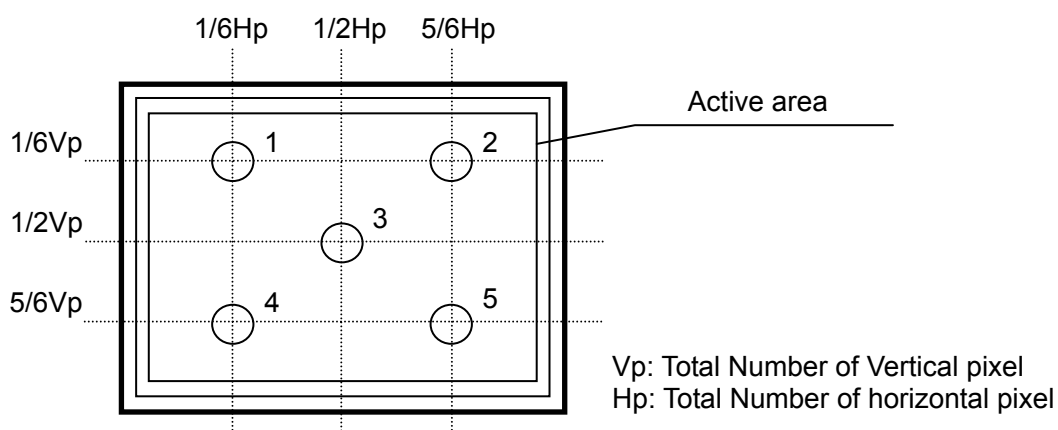 1/6Hp 1/2Hp 5/6Hp
Active area
1/6Vp 1 2
1/2Vp 3
5/6Vp 4 5
Vp: Total Number of Vertical pixel
Hp: Total Number of horizontal pixel